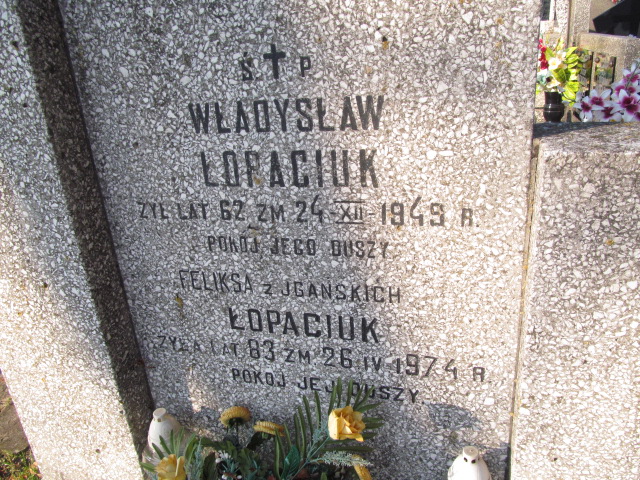 Ś † P
WŁADYSŁAW
ŁOPACIUK
ŻYŁ LAT 62 ZM 24-XII-1949 R.
POKÓJ JEGO DUSZY
FELIKSA Z JGAŃSKICH
ŁOPACIUK
ŻYŁA LAT 83 ZM 26 IV 1974 R.
POKÓJ JEJ DUSZY.